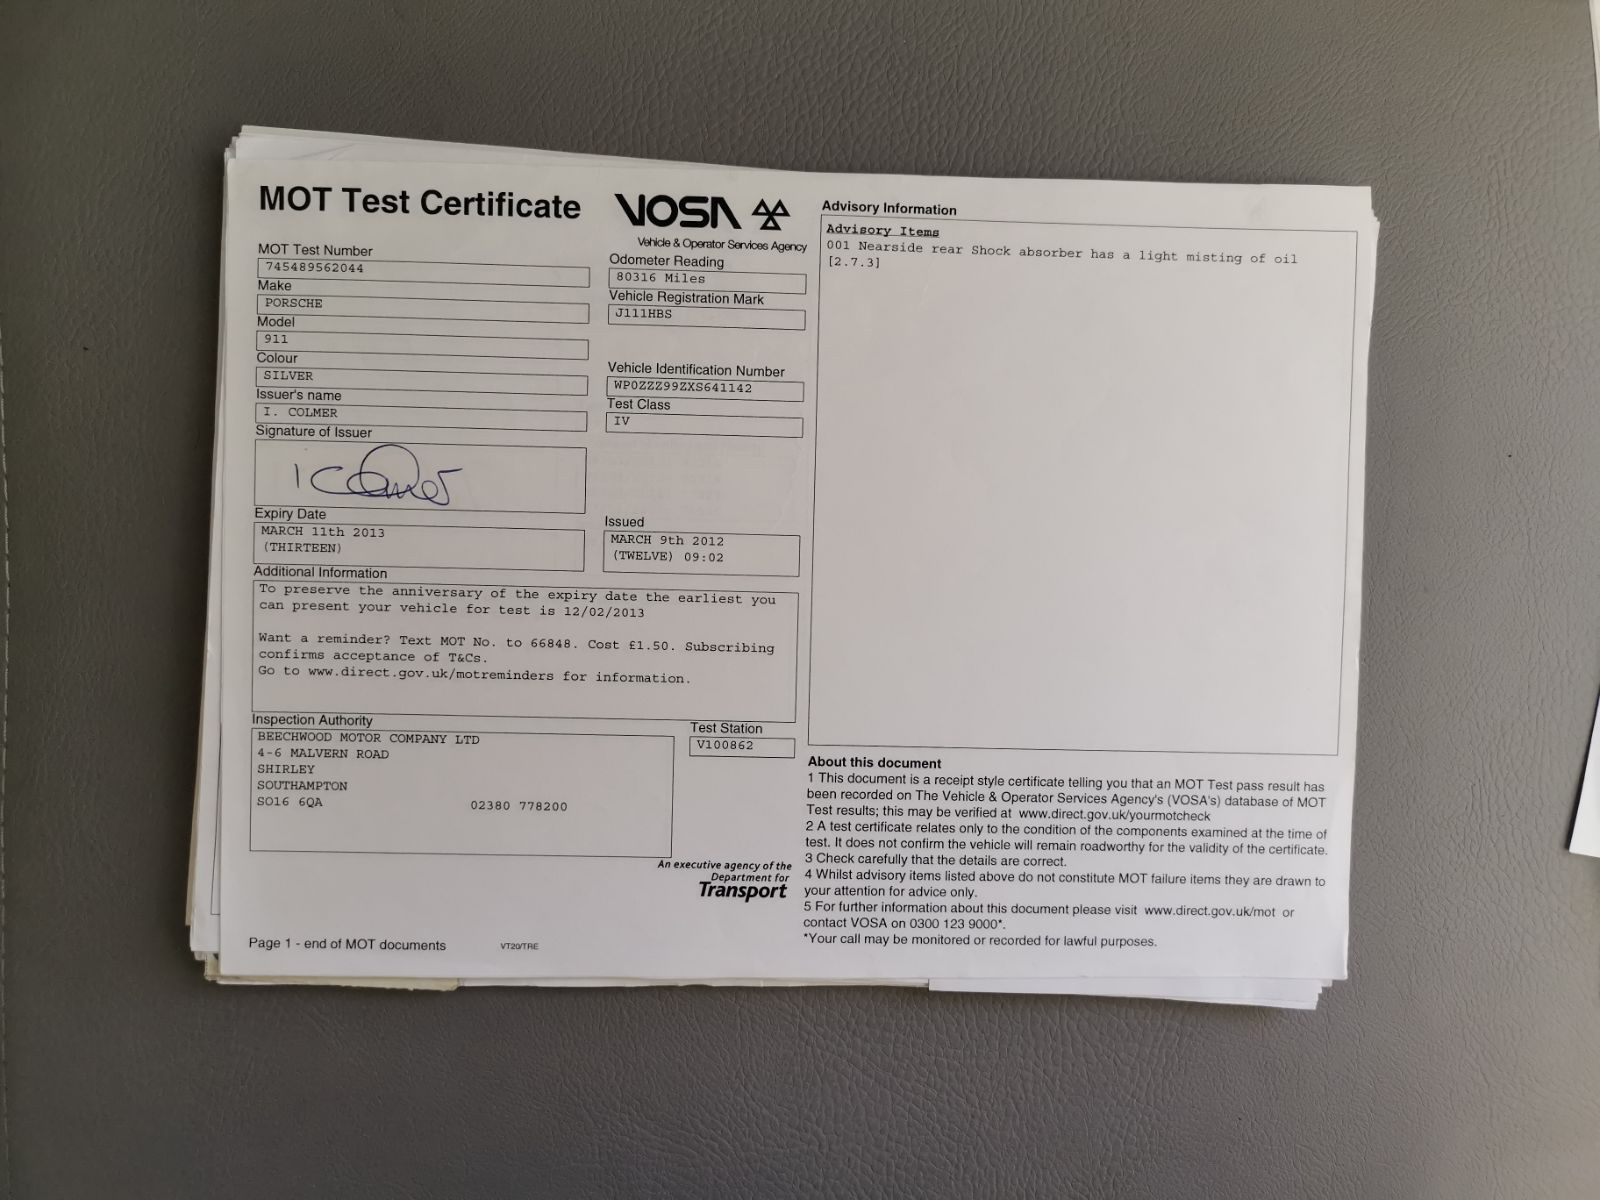 MOT Test Certificate
VOSA
Vehicle & Operator Services Agency
MOT Test Number
745489562044
Make
PORSCHE
Model
911
Colour
SILVER
Issuer's name
I. COLMER
Signature of Issuer
Odometer Reading
80316 Miles
Vehicle Registration Mark
J111HBS
Vehicle Identification Number
WP0ZZZ99ZXS641142
Test Class
IV
Expiry Date
MARCH 11th 2013
(THIRTEEN)
Issued
MARCH 9th 2012
(TWELVE) 09:02
Additional Information
To preserve the anniversary of the expiry date the earliest you
can present your vehicle for test is 12/02/2013
Want a reminder? Text MOT No. to 66848. Cost £1.50. Subscribing
confirms acceptance of T&Cs.
Go to www.direct.gov.uk/motreminders for information.
Inspection Authority
BEECHWOOD MOTOR COMPANY LTD
4-6 MALVERN ROAD
SHIRLEY
SOUTHAMPTON
SO16 6QA 02380 778200
Test Station
V100862
An executive agency of the
Department for
Transport
Page 1 - end of MOT documents VT20/TRE
Advisory Information
Advisory Items
001 Nearside rear Shock absorber has a light misting of oil
[2.7.3]
About this document
1 This document is a receipt style certificate telling you that an MOT Test pass result has
been recorded on The Vehicle & Operator Services Agency's (VOSA's) database of MOT
Test results; this may be verified at www.direct.gov.uk/yourmotcheck
2 A test certificate relates only to the condition of the components examined at the time of
test. It does not confirm the vehicle will remain roadworthy for the validity of the certificate.
3 Check carefully that the details are correct.
4 Whilst advisory items listed above do not constitute MOT failure items they are drawn to
your attention for advice only.
5 For further information about this document please visit www.direct.gov.uk/mot or
contact VOSA on 0300 123 9000*.
*Your call may be monitored or recorded for lawful purposes.